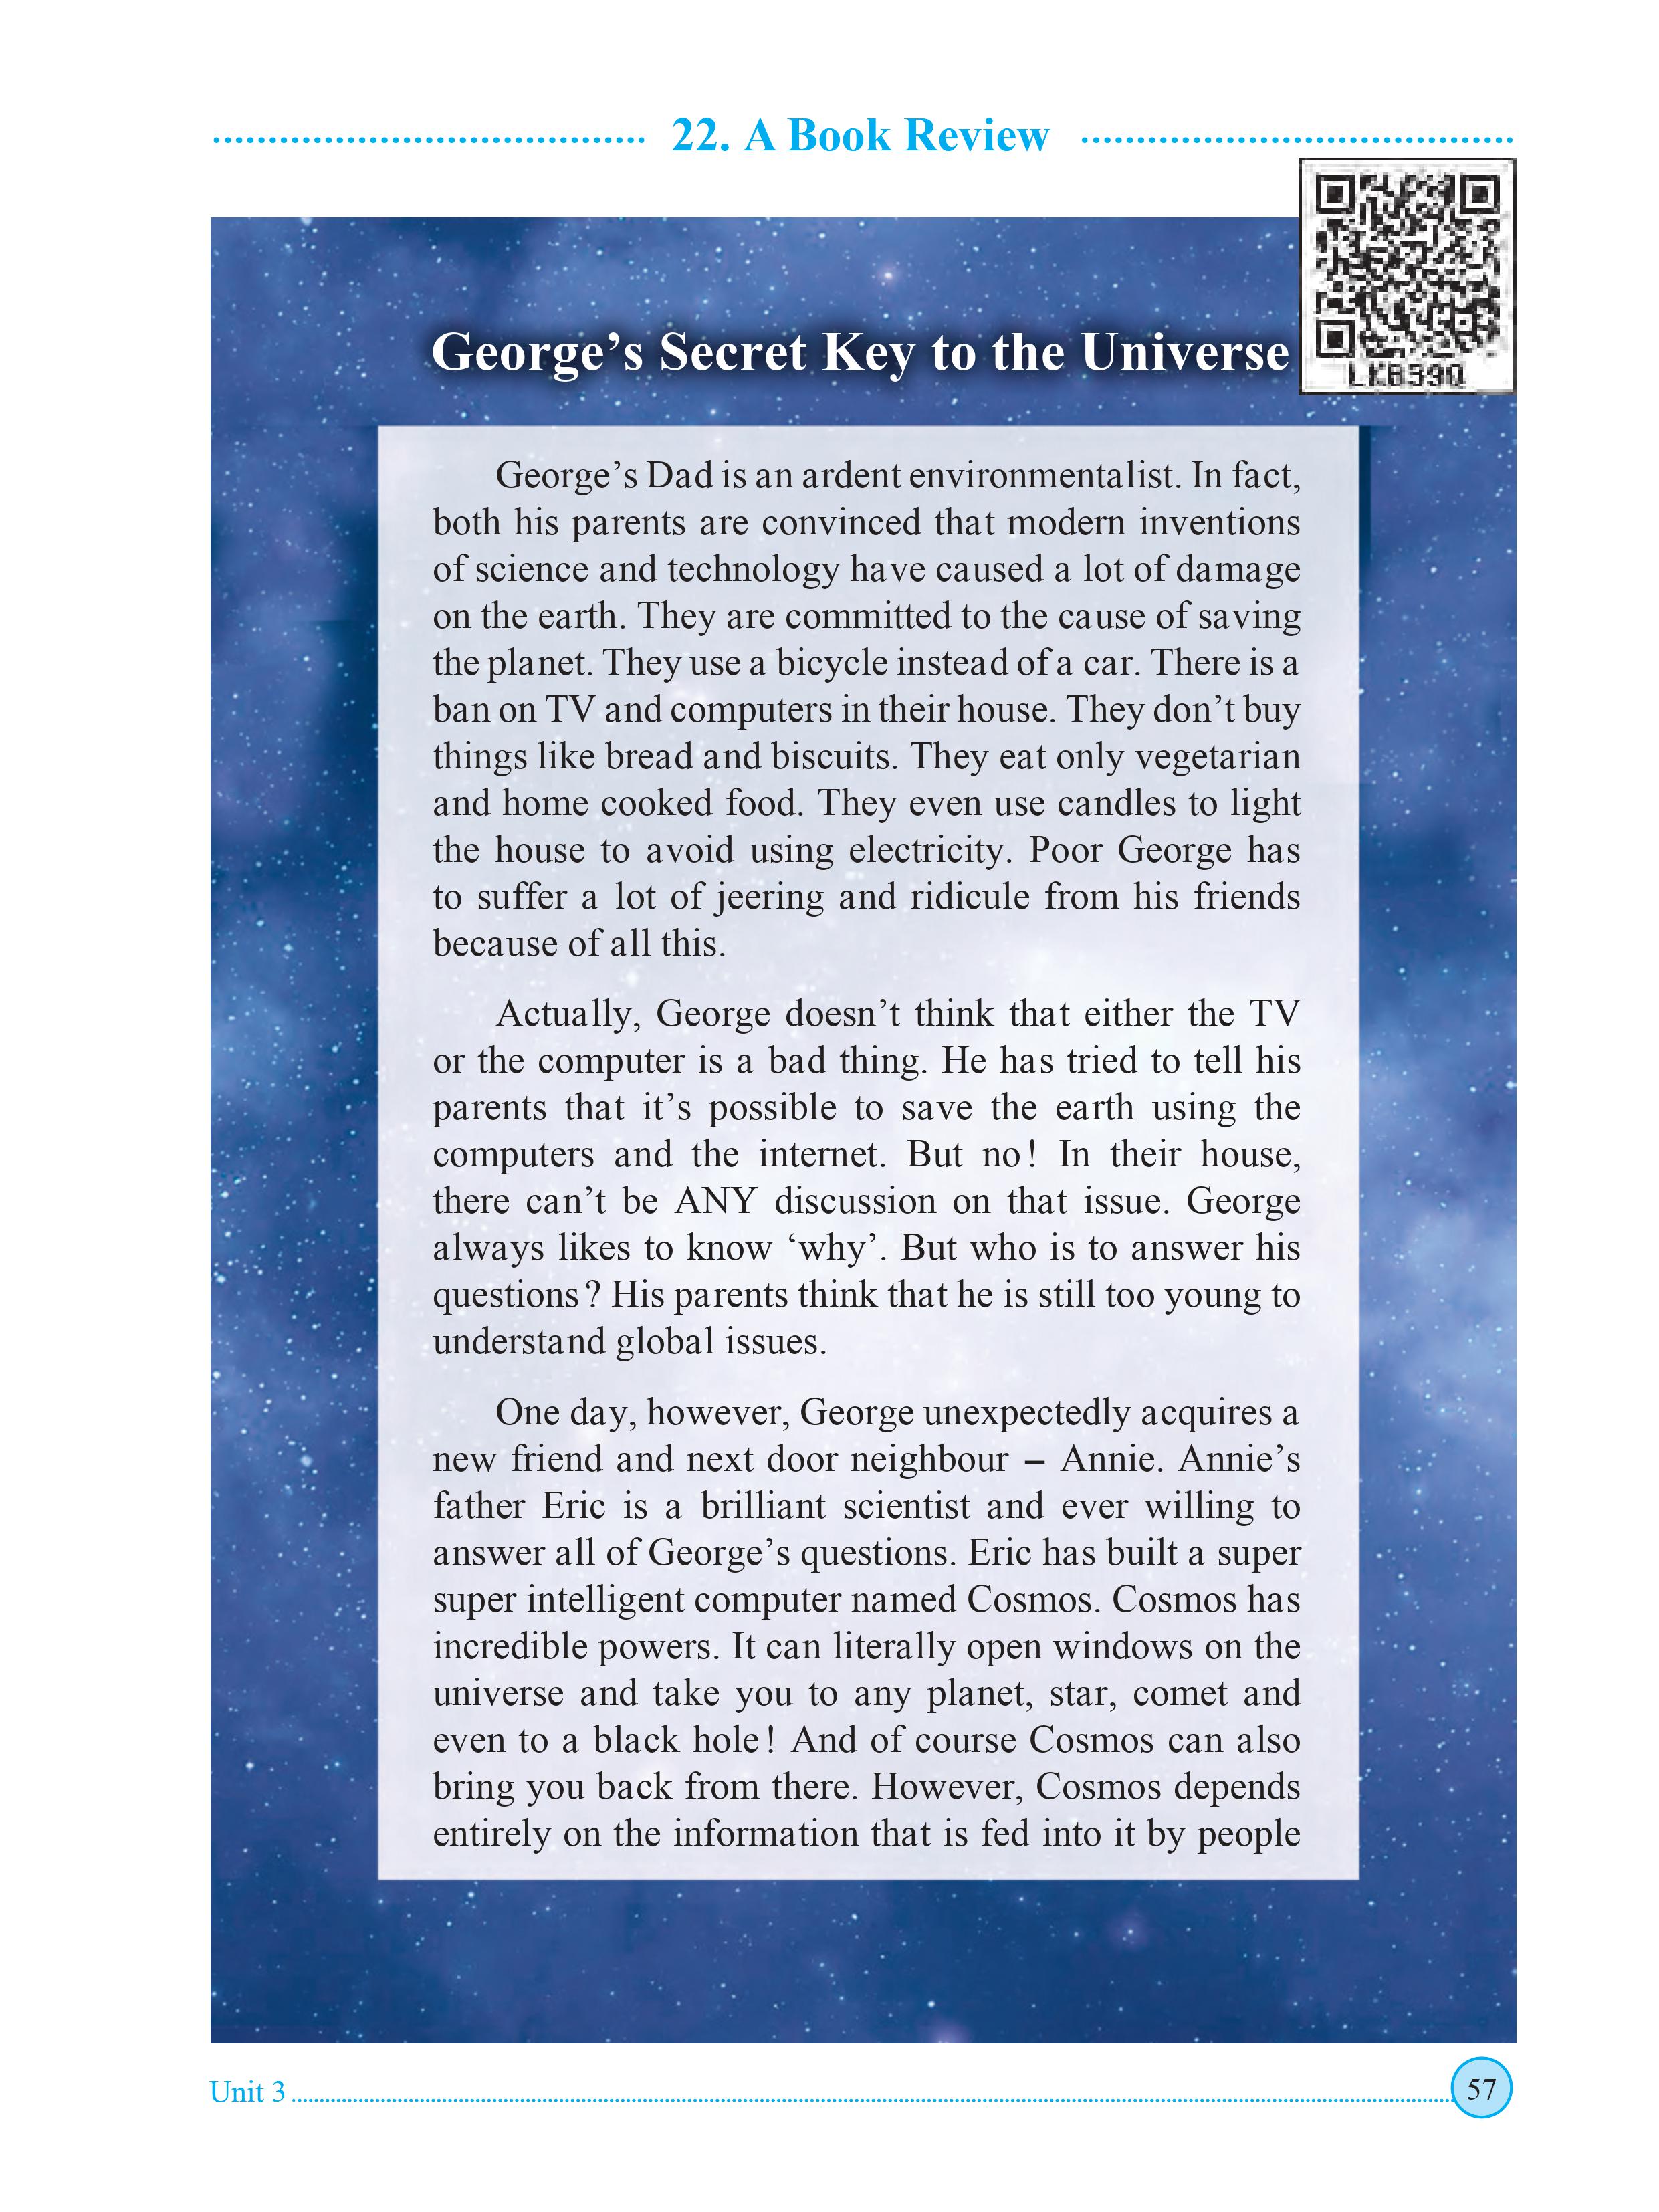 22. A Book Review
LK8S9Q
George’s Secret Key to the Universe
George’s Dad is an ardent environmentalist. In fact,
both his parents are convinced that modern inventions
of science and technology have caused a lot of damage
on the earth. They are committed to the cause of saving
the planet. They use a bicycle instead of a car. There is a
ban on TV and computers in their house. They don’t buy
things like bread and biscuits. They eat only vegetarian
and home cooked food. They even use candles to light
the house to avoid using electricity. Poor George has
to suffer a lot of jeering and ridicule from his friends
because of all this.
Actually, George doesn’t think that either the TV
or the computer is a bad thing. He has tried to tell his
parents that it’s possible to save the earth using the
computers and the internet. But no! In their house,
there can’t be ANY discussion on that issue. George
always likes to know ‘why’. But who is to answer his
questions? His parents think that he is still too young to
understand global issues.
One day, however, George unexpectedly acquires a
new friend and next door neighbour – Annie. Annie’s
father Eric is a brilliant scientist and ever willing to
answer all of George’s questions. Eric has built a super
super intelligent computer named Cosmos. Cosmos has
incredible powers. It can literally open windows on the
universe and take you to any planet, star, comet and
even to a black hole! And of course Cosmos can also
bring you back from there. However, Cosmos depends
entirely on the information that is fed into it by people
Unit 3
57